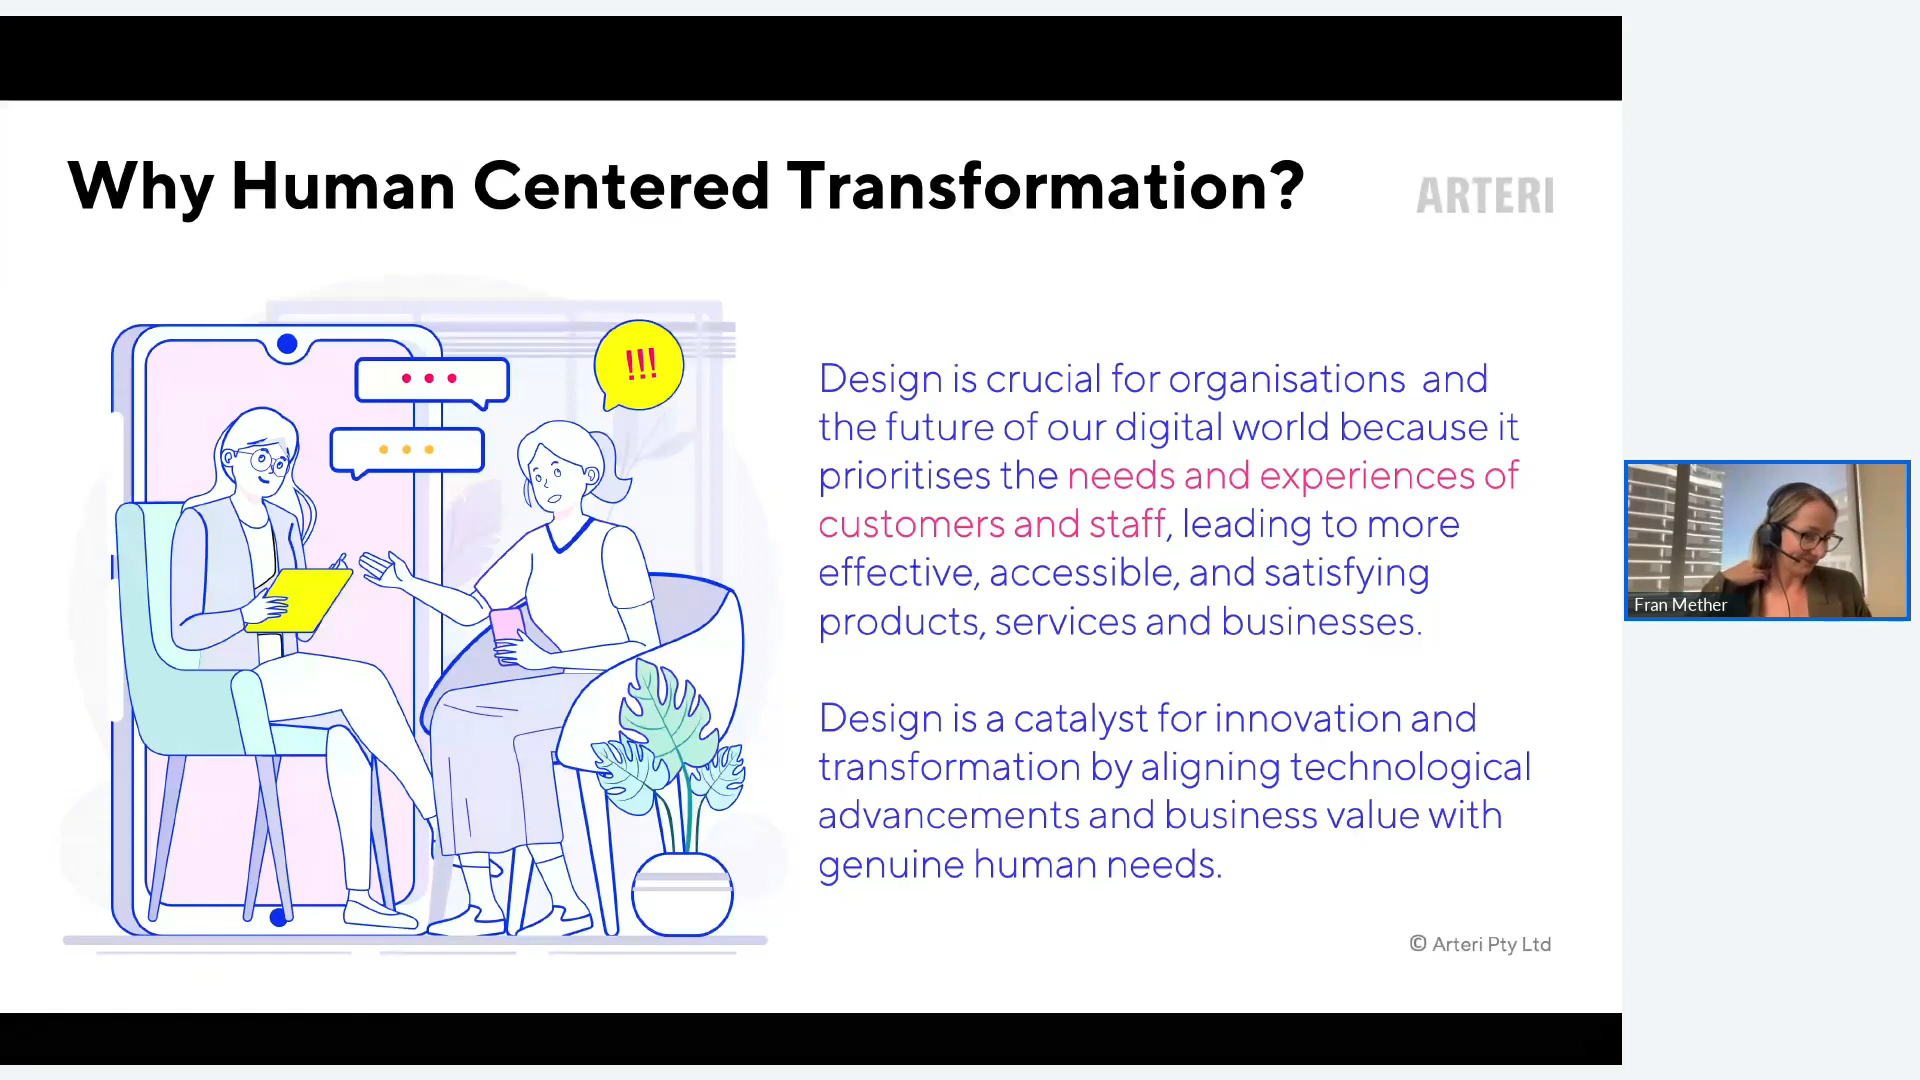 Why Human Centered Transformation?
ARTERI
!!!
Design is crucial for organisations and
the future of our digital world because it
prioritises the needs and experiences of
customers and staff, leading to more
effective, accessible, and satisfying
products, services and businesses.
Design is a catalyst for innovation and
transformation by aligning technological
advancements and business value with
genuine human needs.
© Arteri Pty Ltd
Fran Mether